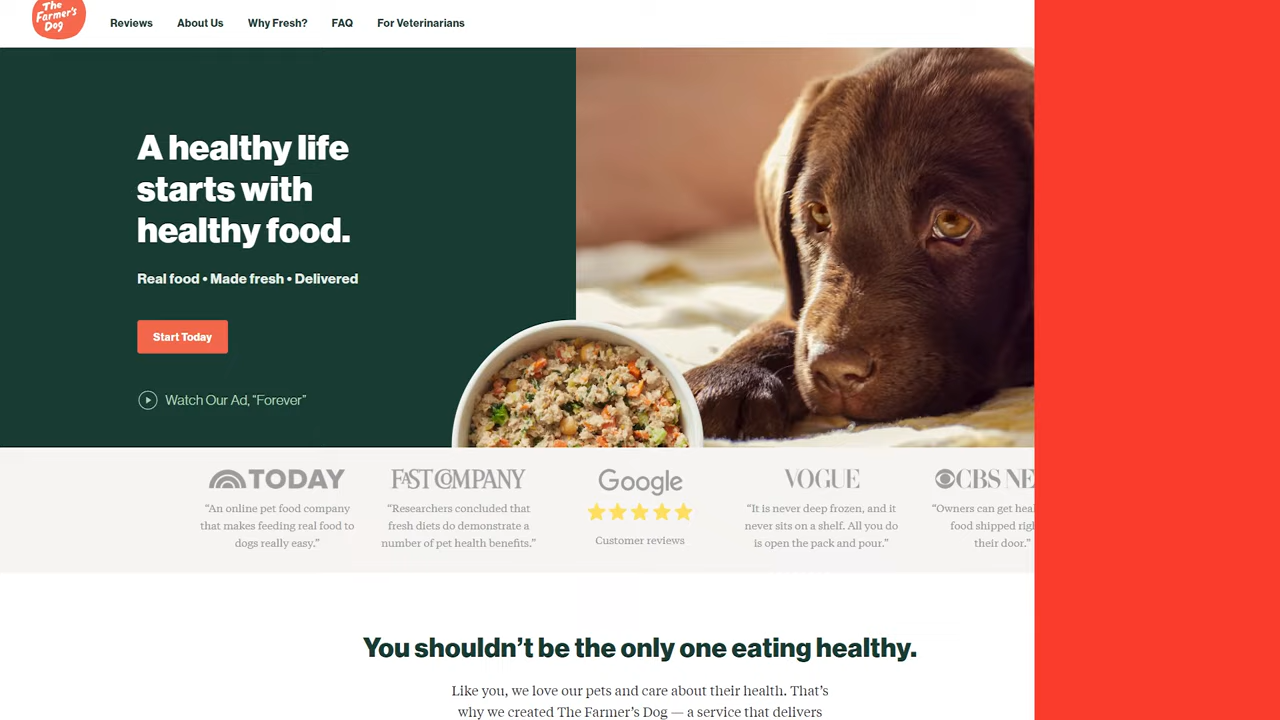 The
Farmer's
Dog
Reviews
About Us
Why Fresh?
FAQ
For Veterinarians
A healthy life
starts with
healthy food.
Real food • Made fresh • Delivered
Start Today
Watch Our Ad, “Forever”
TODAY
“An online pet food company
that makes feeding real food to
dogs really easy.”
FAST COMPANY
“Researchers concluded that
fresh diets do demonstrate a
number of pet health benefits.”
Google
Customer reviews
VOGUE
“It is never deep frozen, and it
never sits on a shelf. All you do
is open the pack and pour.”
CBS NE
“Owners can get hea
food shipped righ
their door.”
You shouldn’t be the only one eating healthy.
Like you, we love our pets and care about their health. That’s
why we created The Farmer’s Dog — a service that delivers